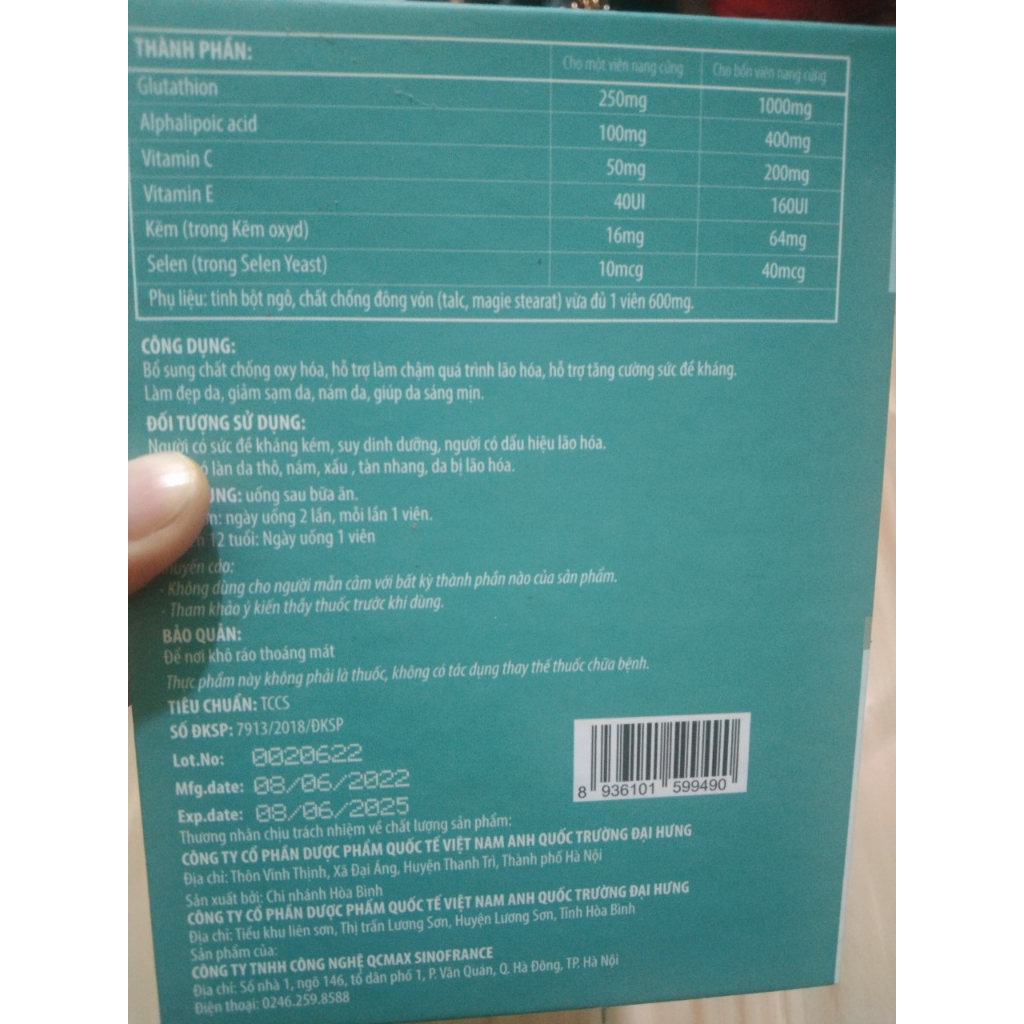 THÀNH PHẦN: Cho một viên nang cứng Cho bốn viên nang cứng
Glutathion 250mg 1000mg
Alphalipoic acid 100mg 400mg
Vitamin C 50mg 200mg
Vitamin E 40UI 160UI
Kẽm (trong Kẽm oxyd) 16mg 64mg
Selen (trong Selen Yeast) 10mcg 40mcg
Phụ liệu: tinh bột ngô, chất chống đông vón (talc, magie stearat) vừa đủ 1 viên 600mg.
CÔNG DỤNG:
Bổ sung chất chống oxy hóa, hỗ trợ làm chậm quá trình lão hóa, hỗ trợ tăng cường sức đề kháng.
Làm đẹp da, giảm sạm da, nám da, giúp da sáng mịn.
ĐỐI TƯỢNG SỬ DỤNG:
Người có sức đề kháng kém, suy dinh dưỡng, người có dấu hiệu lão hóa.
làn da thô, nám, xấu , tàn nhang, da bị lão hóa.
uống sau bữa ăn.
ngày uống 2 lần, mỗi lần 1 viên.
12 tuổi: Ngày uống 1 viên
cáo:
- Không dùng cho người mẫn cảm với bất kỳ thành phần nào của sản phẩm.
- Tham khảo ý kiến thầy thuốc trước khi dùng.
BẢO QUẢN:
Để nơi khô ráo thoáng mát
Thực phẩm này không phải là thuốc, không có tác dụng thay thế thuốc chữa bệnh.
TIÊU CHUẨN: TCCS
SỐ ĐKSP: 7913/2018/ĐKSP
Lot.No: 0020622
Mfg.date: 08/06/2022
Exp.date: 08/06/2025
8 936101 599490
Thương nhân chịu trách nhiệm về chất lượng sản phẩm:
CÔNG TY CỔ PHẦN DƯỢC PHẨM QUỐC TẾ VIỆT NAM ANH QUỐC TRƯỜNG ĐẠI HƯNG
Địa chỉ: Thôn Vĩnh Thịnh, Xã Đại Áng, Huyện Thanh Trì, Thành phố Hà Nội
Sản xuất bởi: Chi nhánh Hòa Bình
CÔNG TY CỔ PHẦN DƯỢC PHẨM QUỐC TẾ VIỆT NAM ANH QUỐC TRƯỜNG ĐẠI HƯNG
Địa chỉ: Tiểu khu liên sơn, Thị trấn Lương Sơn, Huyện Lương Sơn, Tỉnh Hòa Bình
Sản phẩm của:
CÔNG TY TNHH CÔNG NGHỆ QCMAX SINOFRANCE
Địa chỉ: Số nhà 1, ngõ 146, tổ dân phố 1, P. Văn Quán, Q. Hà Đông, TP. Hà Nội
Điện thoại: 0246.259.8588